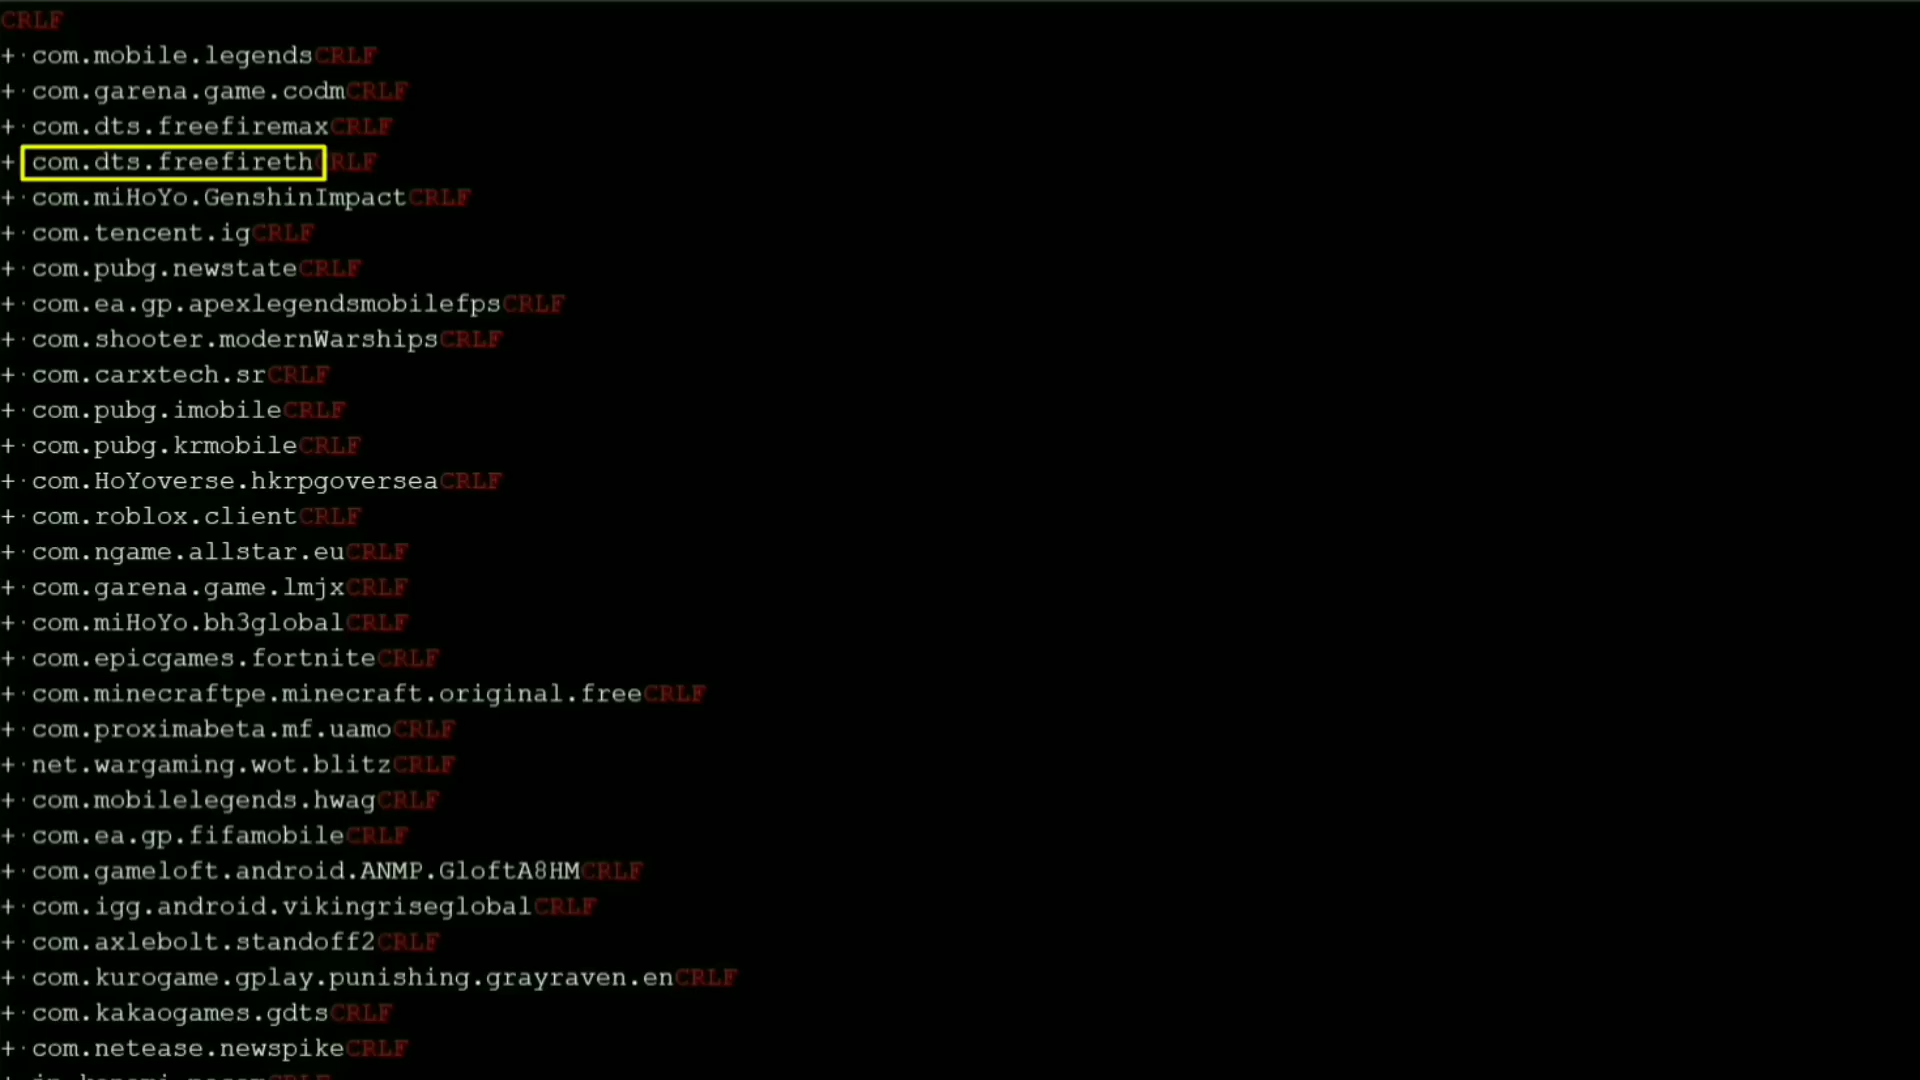 CRLF
+·com.mobile.legendsCRLF
+·com.garena.game.codmCRLF
+·com.dts.freefiremaxCRLF
+ com.dts.freefirethCRLF
+·com.miHoYo.GenshinImpactCRLF
+·com.tencent.igCRLF
+·com.pubg.newstateCRLF
+·com.ea.gp.apexlegendsmobilefpsCRLF
+·com.shooter.modernWarshipsCRLF
+·com.carxtech.srCRLF
+·com.pubg.imobileCRLF
+·com.pubg.krmobileCRLF
+·com.HoYoverse.hkrpgoverseaCRLF
+·com.roblox.clientCRLF
+·com.ngame.allstar.euCRLF
+·com.garena.game.lmjxCRLF
+·com.miHoYo.bh3globalCRLF
+·com.epicgames.fortniteCRLF
+·com.minecraftpe.minecraft.original.freeCRLF
+·com.proximabeta.mf.uamoCRLF
+·net.wargaming.wot.blitzCRLF
+·com.mobilelegends.hwagCRLF
+·com.ea.gp.fifamobileCRLF
+·com.gameloft.android.ANMP.GloftA8HMCRLF
+·com.igg.android.vikingriseglobalCRLF
+·com.axlebolt.standoff2CRLF
+·com.kurogame.gplay.punishing.grayraven.enCRLF
+·com.kakaogames.gdtsCRLF
+·com.netease.newspikeCRLF